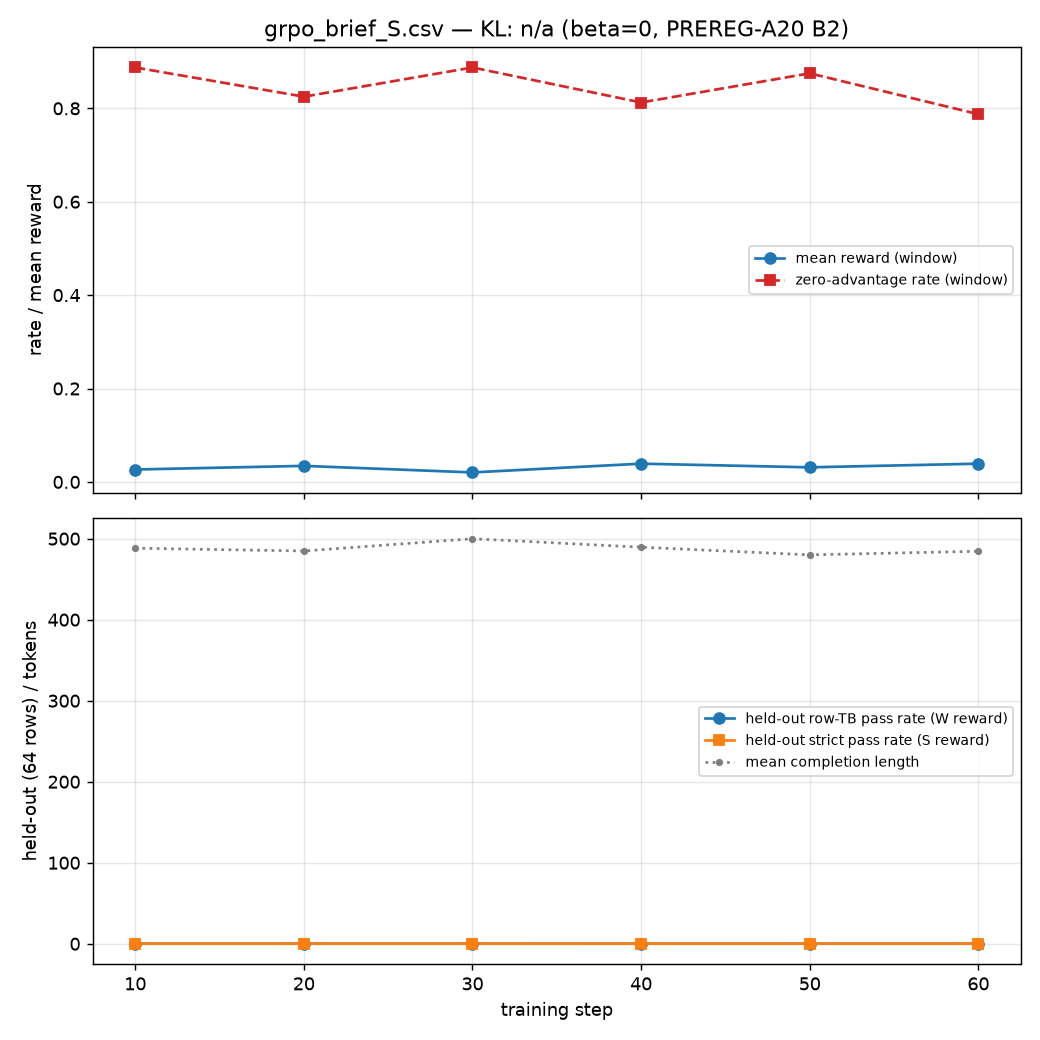 grpo_brief_S.csv — KL: n/a (beta=0, PREREG-A20 B2)
rate / mean reward
0.8
0.6
0.4
0.2
0.0
mean reward (window)
zero-advantage rate (window)
held-out (64 rows) / tokens
500
400
300
200
100
0
held-out row-TB pass rate (W reward)
held-out strict pass rate (S reward)
mean completion length
10 20 30 40 50 60
training step